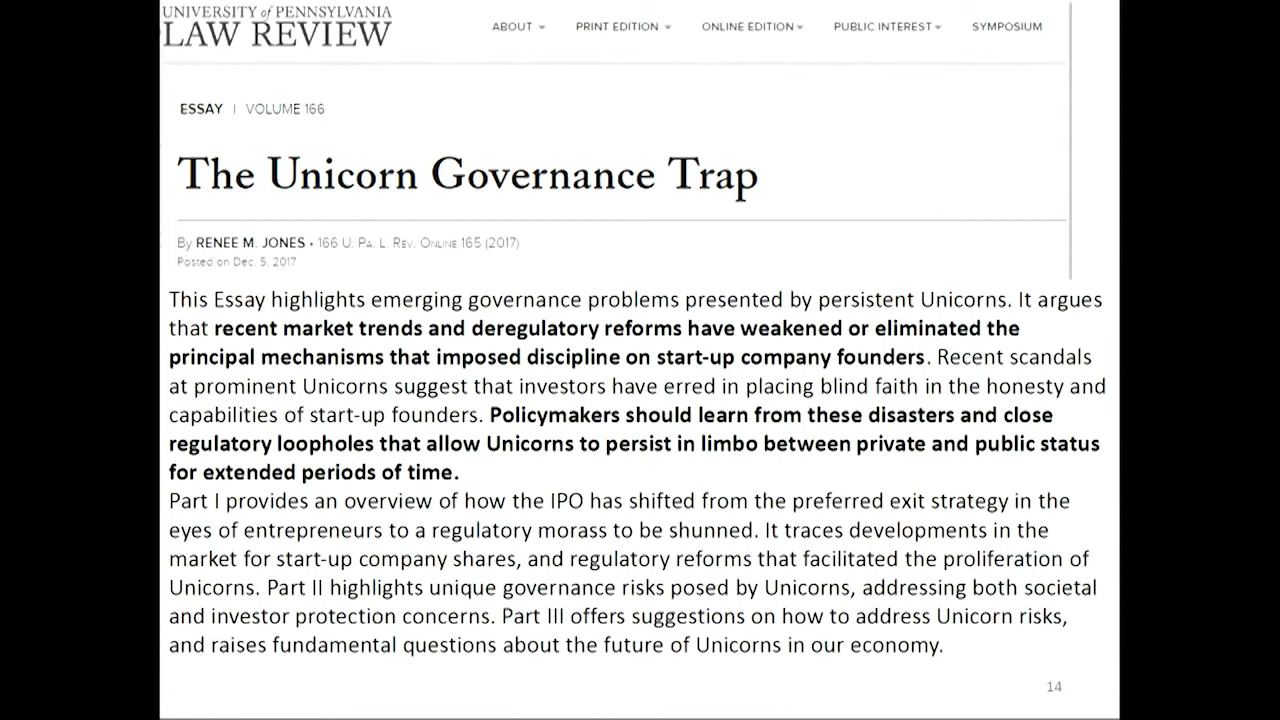 UNIVERSITY of PENNSYLVANIA
LAW REVIEW
ABOUT PRINT EDITION ONLINE EDITION PUBLIC INTEREST SYMPOSIUM
ESSAY | VOLUME 166
The Unicorn Governance Trap
By RENEE M. JONES • 166 U. PA. L. REV. ONLINE 165 (2017)
Posted on Dec. 5, 2017
This Essay highlights emerging governance problems presented by persistent Unicorns. It argues
that recent market trends and deregulatory reforms have weakened or eliminated the
principal mechanisms that imposed discipline on start-up company founders. Recent scandals
at prominent Unicorns suggest that investors have erred in placing blind faith in the honesty and
capabilities of start-up founders. Policymakers should learn from these disasters and close
regulatory loopholes that allow Unicorns to persist in limbo between private and public status
for extended periods of time.
Part I provides an overview of how the IPO has shifted from the preferred exit strategy in the
eyes of entrepreneurs to a regulatory morass to be shunned. It traces developments in the
market for start-up company shares, and regulatory reforms that facilitated the proliferation of
Unicorns. Part II highlights unique governance risks posed by Unicorns, addressing both societal
and investor protection concerns. Part III offers suggestions on how to address Unicorn risks,
and raises fundamental questions about the future of Unicorns in our economy.
14